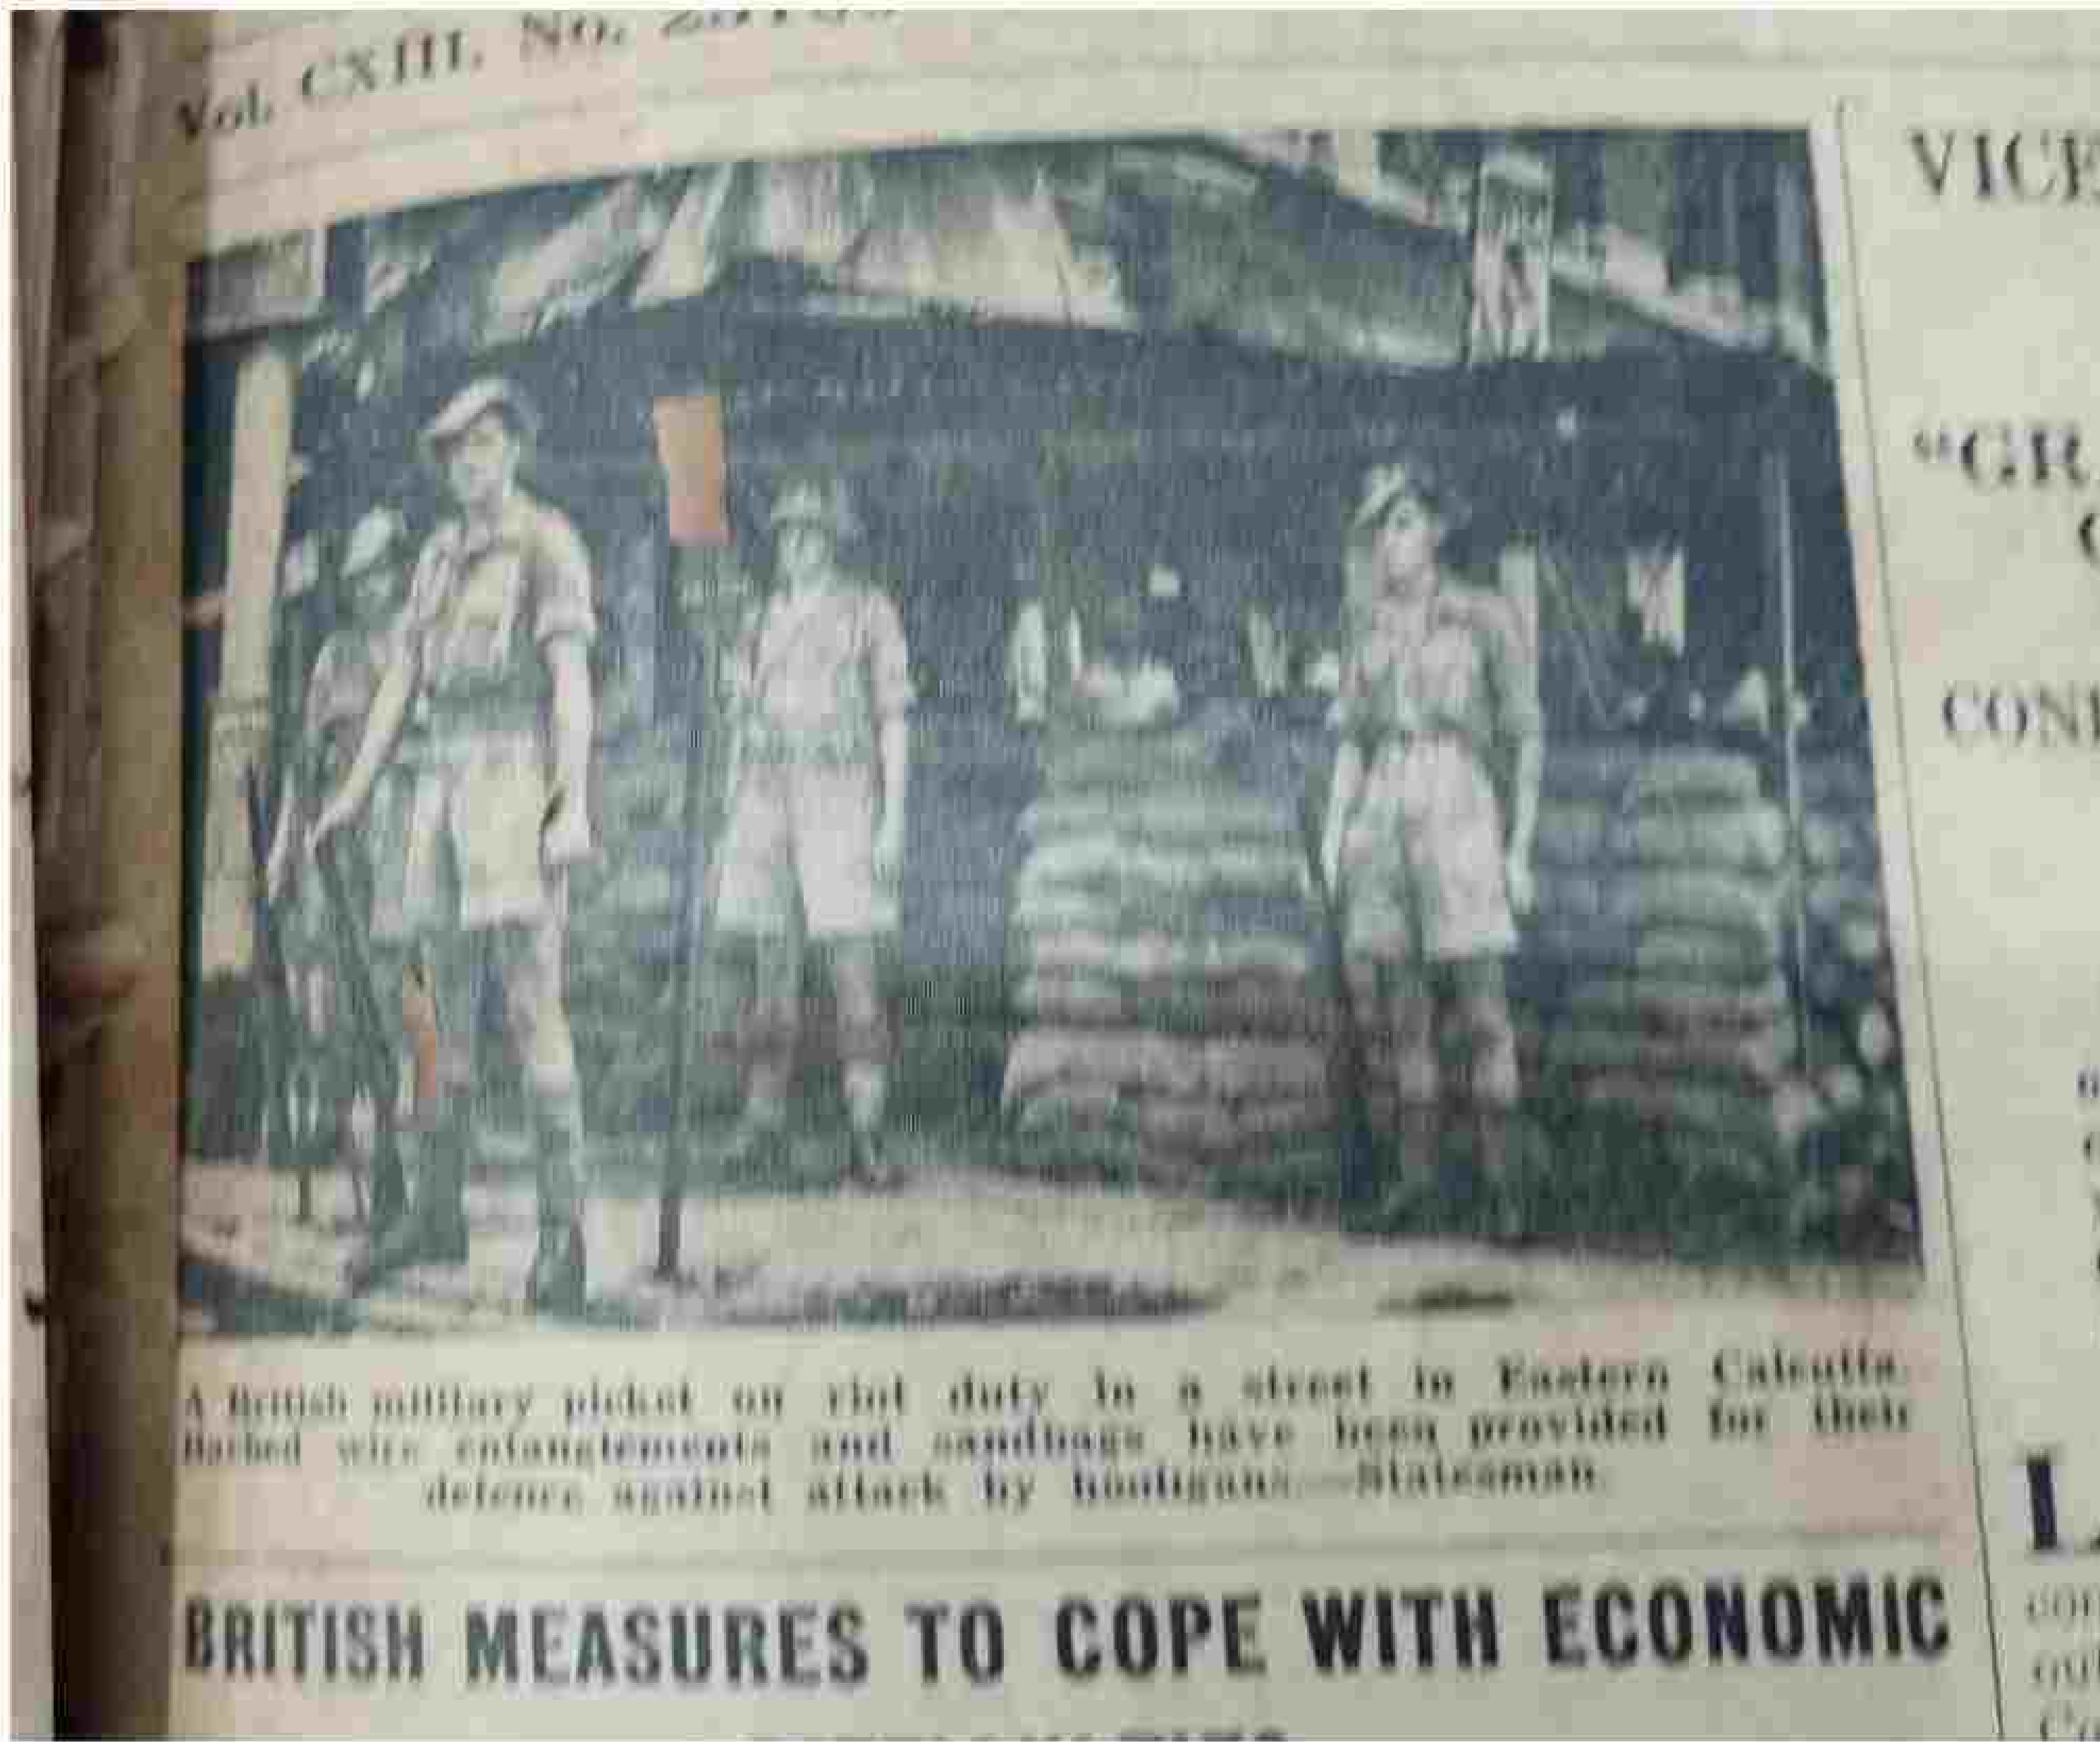 Vol. CXIII. No.
A British military picket on riot duty in a street in Eastern Calcutta.
Barbed wire entanglements and sandbags have been provided for their
defence against attack by hooligans.—Statesman.
BRITISH MEASURES TO COPE WITH ECONOMIC
VICE
"GR
CON